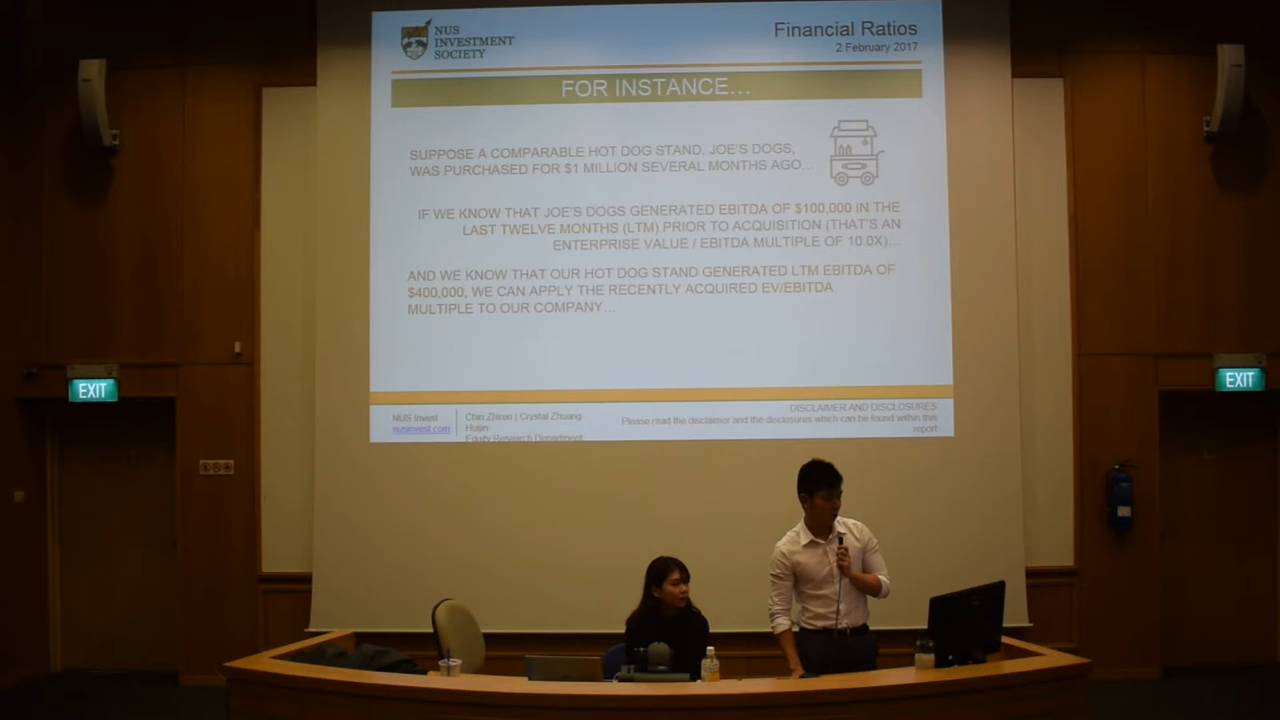 NUS
INVESTMENT
SOCIETY
Financial Ratios
2 February 2017
FOR INSTANCE…
SUPPOSE A COMPARABLE HOT DOG STAND, JOE'S DOGS,
WAS PURCHASED FOR $1 MILLION SEVERAL MONTHS AGO…
IF WE KNOW THAT JOE'S DOGS GENERATED EBITDA OF $100,000 IN THE
LAST TWELVE MONTHS (LTM) PRIOR TO ACQUISITION (THAT'S AN
ENTERPRISE VALUE / EBITDA MULTIPLE OF 10.0X)…
AND WE KNOW THAT OUR HOT DOG STAND GENERATED LTM EBITDA OF
$400,000, WE CAN APPLY THE RECENTLY ACQUIRED EV/EBITDA
MULTIPLE TO OUR COMPANY…
NUS Invest
nusinvest.com
Chin Zhiren | Crystal Zhuang
Huijin
Equity Research Department
DISCLAIMER AND DISCLOSURES
Please read the disclaimer and the disclosures which can be found within this
report
EXIT
EXIT